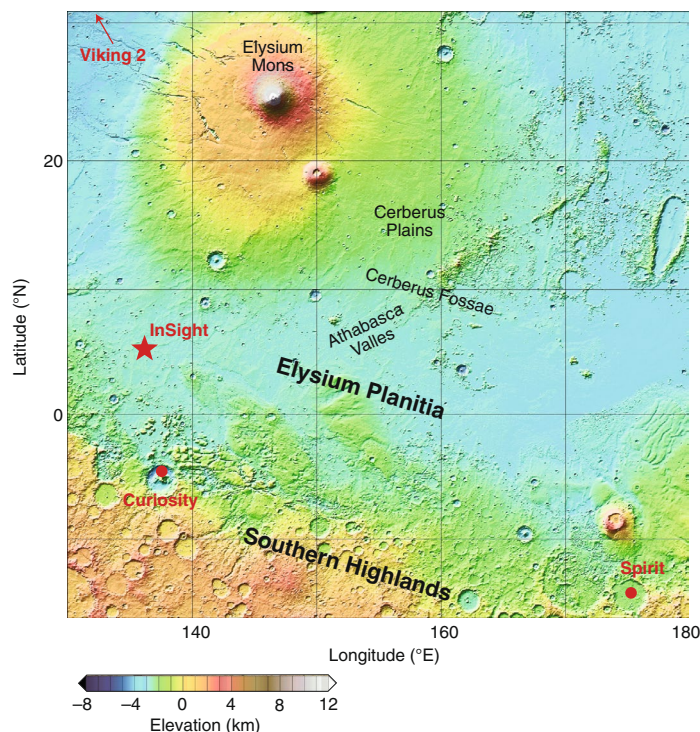 Viking 2
Elysium
Mons
20
Cerberus
Plains
Cerberus Fossae
Athabasca
Valles
InSight
Elysium Planitia
0
Curiosity
Southern Highlands
Spirit
Latitude (°N)
140
160
180
Longitude (°E)
–8
–4
0
4
8
12
Elevation (km)